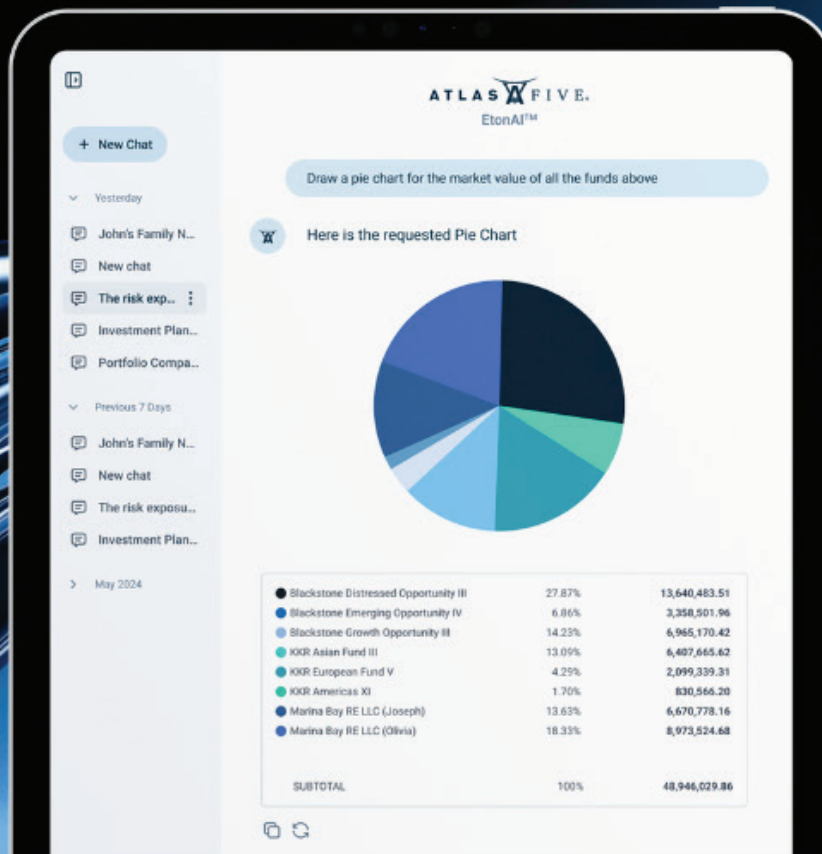 ATLAS FIVE.
EtonAI™
+ New Chat
Yesterday
John's Family N...
New chat
The risk exp...
Investment Plan...
Portfolio Compa...
Previous 7 Days
John's Family N...
New chat
The risk exposu...
Investment Plan...
May 2024
Draw a pie chart for the market value of all the funds above
Here is the requested Pie Chart
Blackstone Distressed Opportunity III 27.87% 13,640,483.51
Blackstone Emerging Opportunity IV 6.86% 3,358,501.96
Blackstone Growth Opportunity III 14.23% 6,965,170.42
KKR Asian Fund III 13.09% 6,407,665.62
KKR European Fund V 4.29% 2,099,339.31
KKR Americas XI 1.70% 830,566.20
Marina Bay RE LLC (Joseph) 13.63% 6,670,778.16
Marina Bay RE LLC (Olivia) 18.33% 8,973,524.68
SUBTOTAL 100% 48,946,029.86